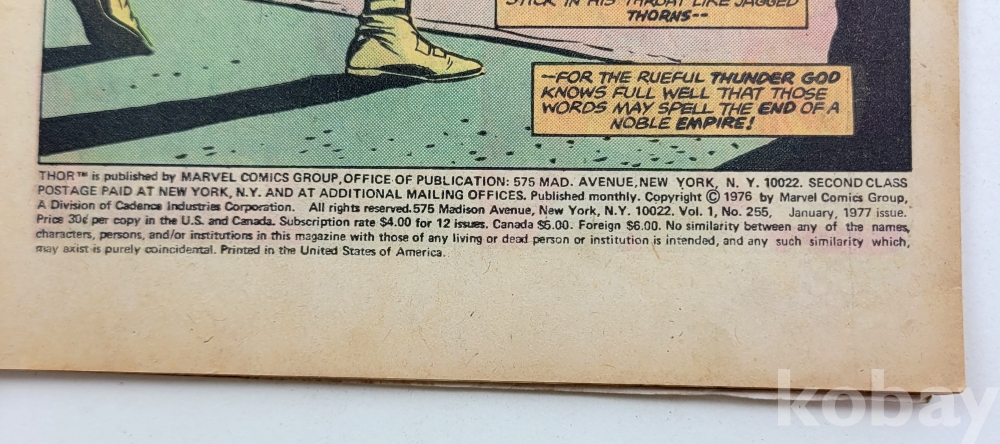 STICK IN HIS THROAT LIKE JAGGED
THORNS--
--FOR THE RUEFUL THUNDER GOD
KNOWS FULL WELL THAT THOSE
WORDS MAY SPELL THE END OF A
NOBLE EMPIRE!
THOR™ is published by MARVEL COMICS GROUP, OFFICE OF PUBLICATION: 575 MAD. AVENUE, NEW YORK, N. Y. 10022. SECOND CLASS
POSTAGE PAID AT NEW YORK, N.Y. AND AT ADDITIONAL MAILING OFFICES. Published monthly. Copyright © 1976 by Marvel Comics Group,
A Division of Cadence Industries Corporation. All rights reserved. 575 Madison Avenue, New York, N.Y. 10022. Vol. 1, No. 255, January, 1977 issue.
Price 30¢ per copy in the U.S. and Canada. Subscription rate $4.00 for 12 issues. Canada $5.00. Foreign $6.00. No similarity between any of the names,
characters, persons, and/or institutions in this magazine with those of any living or dead person or institution is intended, and any such similarity which,
may exist is purely coincidental. Printed in the United States of America.
kobay